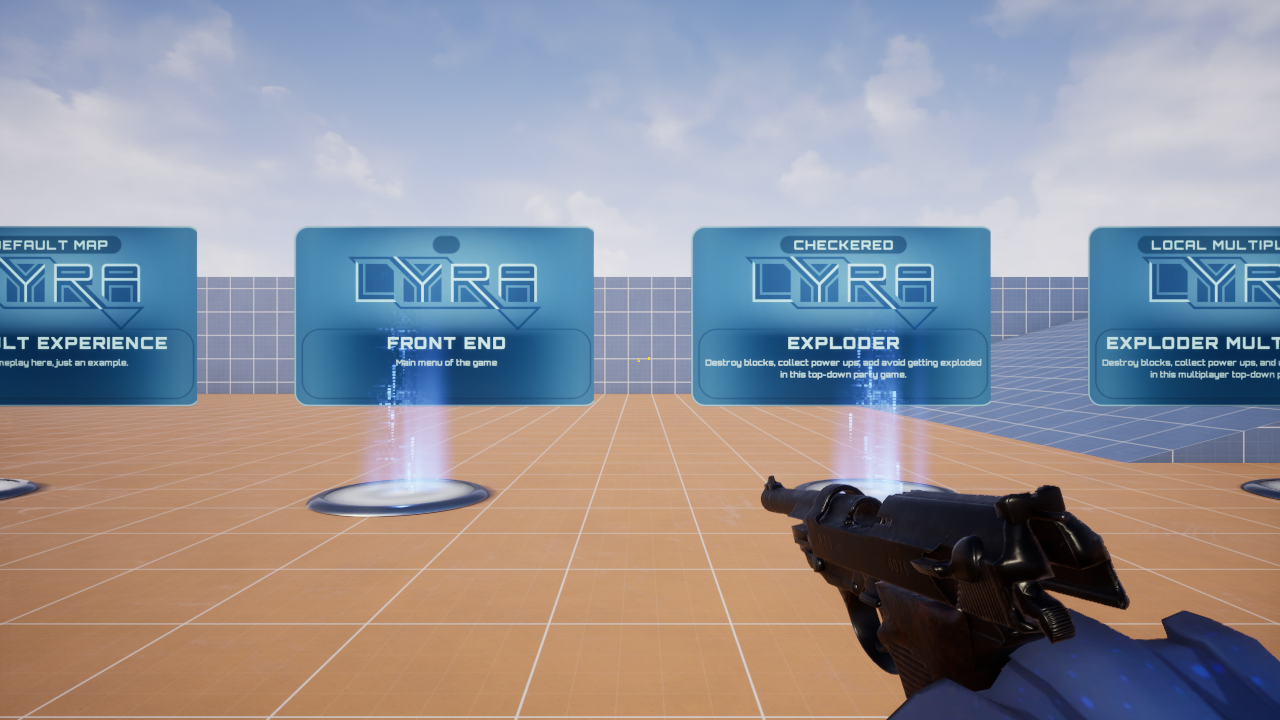 DEFAULT MAP
LYRA
LT EXPERIENCE
meplay here, just an example.
LYRA
FRONT END
Main menu of the game
CHECKERED
LYRA
EXPLODER
Destroy blocks, collect power ups, and avoid getting exploded
in this top-down party game.
LOCAL MULTIPL
LYR
EXPLODER MULT
Destroy blocks, collect power ups, and
in this multiplayer top-down p